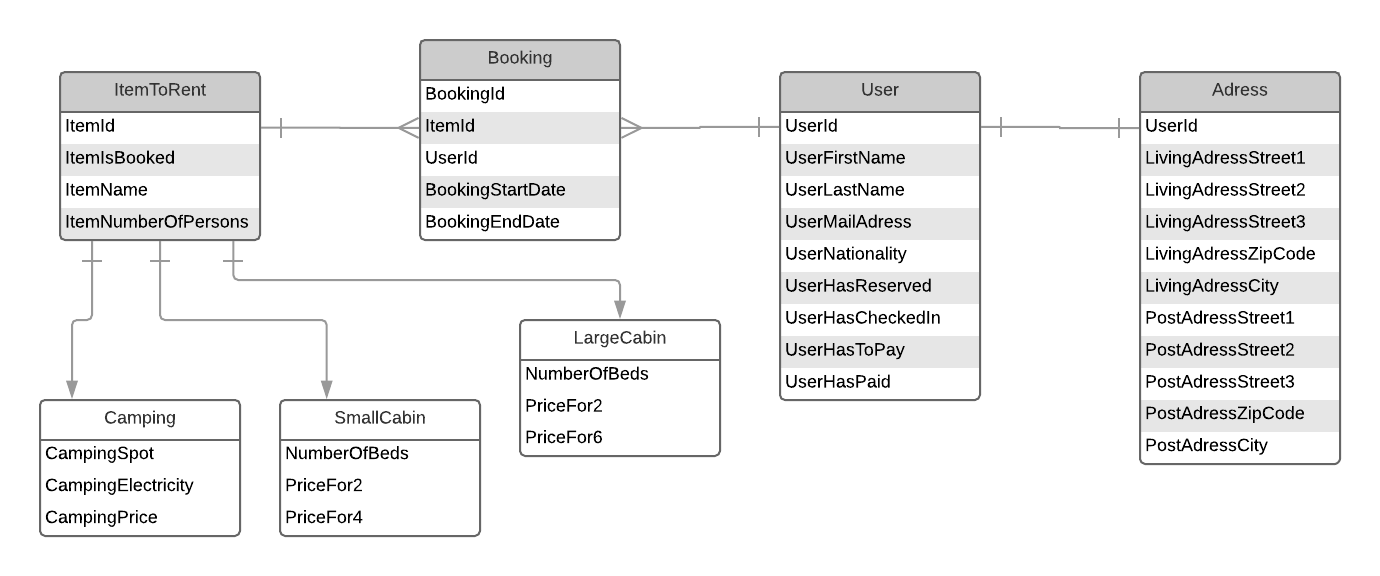 ItemToRent
ItemId
ItemIsBooked
ItemName
ItemNumberOfPersons
Booking
BookingId
ItemId
UserId
BookingStartDate
BookingEndDate
User
UserId
UserFirstName
UserLastName
UserMailAdress
UserNationality
UserHasReserved
UserHasCheckedIn
UserHasToPay
UserHasPaid
Adress
UserId
LivingAdressStreet1
LivingAdressStreet2
LivingAdressStreet3
LivingAdressZipCode
LivingAdressCity
PostAdressStreet1
PostAdressStreet2
PostAdressStreet3
PostAdressZipCode
PostAdressCity
Camping
CampingSpot
CampingElectricity
CampingPrice
SmallCabin
NumberOfBeds
PriceFor2
PriceFor4
LargeCabin
NumberOfBeds
PriceFor2
PriceFor6